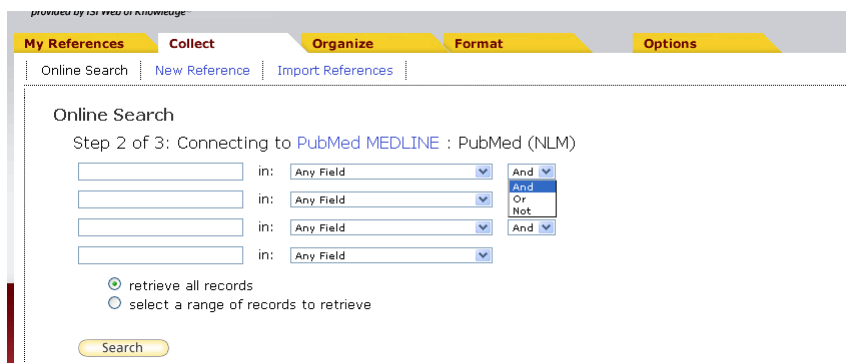 provided by ISI Web of Knowledge
My References Collect Organize Format Options
Online Search New Reference Import References
Online Search
Step 2 of 3: Connecting to PubMed MEDLINE : PubMed (NLM)
in: Any Field And
And
in: Any Field Or
Not
in: Any Field And
in: Any Field
retrieve all records
select a range of records to retrieve
Search